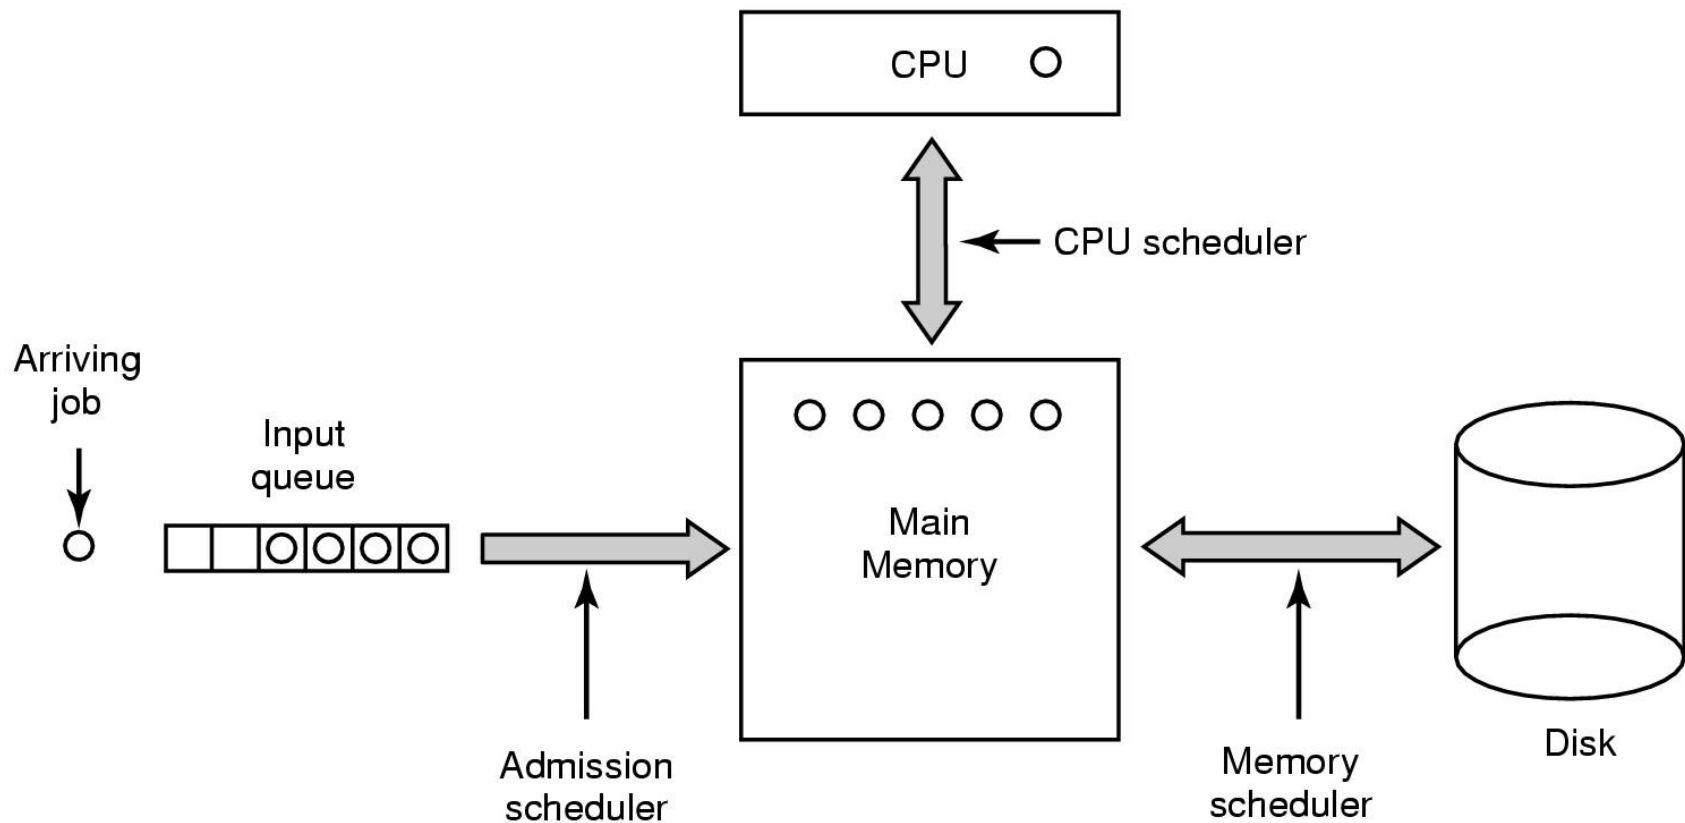 CPU
CPU scheduler
Arriving
job
Input
queue
Main
Memory
Admission
scheduler
Memory
scheduler
Disk